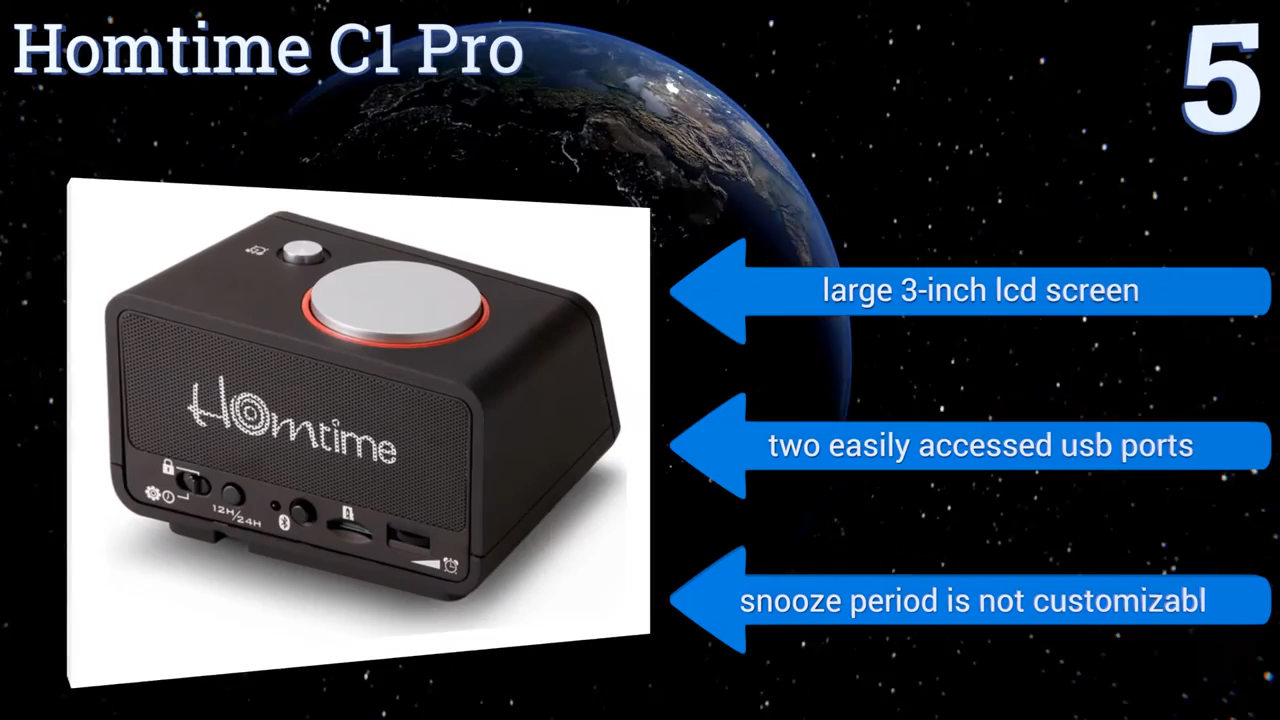 Homtime C1 Pro
5
large 3-inch lcd screen
two easily accessed usb ports
snooze period is not customizabl
Homtime
12H/24H